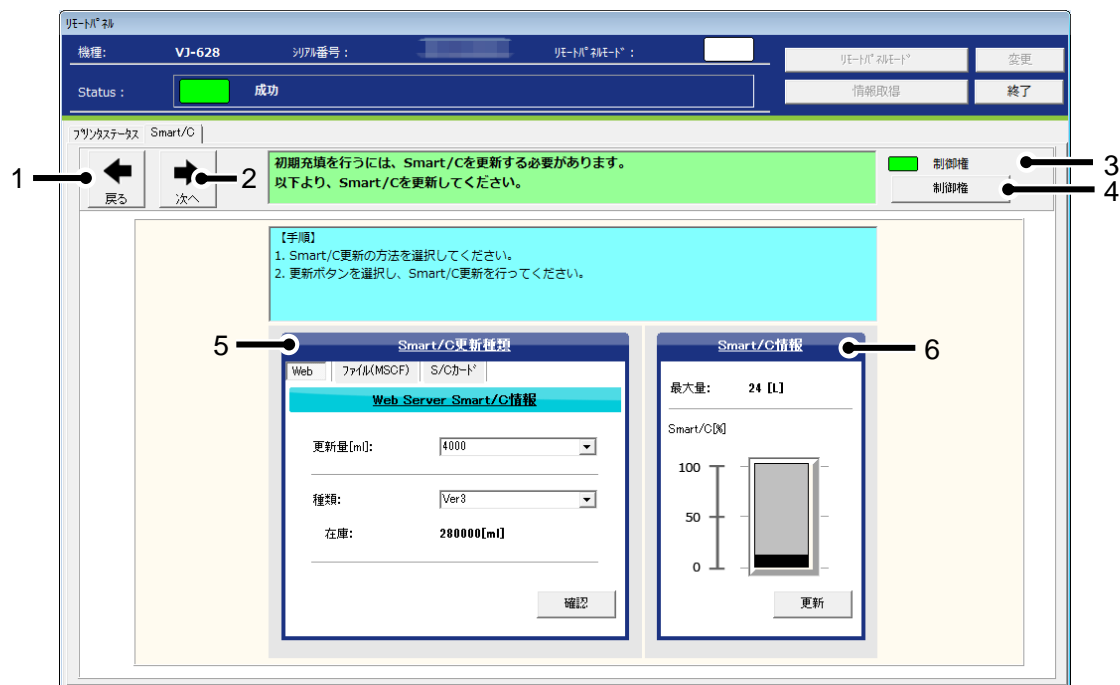 ﾘﾓｰﾄﾊﾟﾈﾙ
機種: VJ-628 ｼﾘｱﾙ番号： ﾘﾓｰﾄﾊﾟﾈﾙﾓｰﾄﾞ：
ﾘﾓｰﾄﾊﾟﾈﾙﾓｰﾄﾞ 変更
Status： 成功
情報取得 終了
ﾌﾟﾘﾝﾀｽﾃｰﾀｽ Smart/C
1 戻る
次へ 2
初期充填を行うには、Smart/Cを更新する必要があります。
以下より、Smart/Cを更新してください。
制御権 3
制御権 4
【手順】
1. Smart/C更新の方法を選択してください。
2. 更新ボタンを選択し、Smart/C更新を行ってください。
5 Smart/C更新種類
Web ﾌｧｲﾙ(MSCF) S/Cｶｰﾄﾞ
Web Server Smart/C情報
更新量[ml]: 4000
種類: Ver3
在庫: 280000[ml]
確認
Smart/C情報 6
最大量: 24 [L]
Smart/C[%]
100
50
0
更新